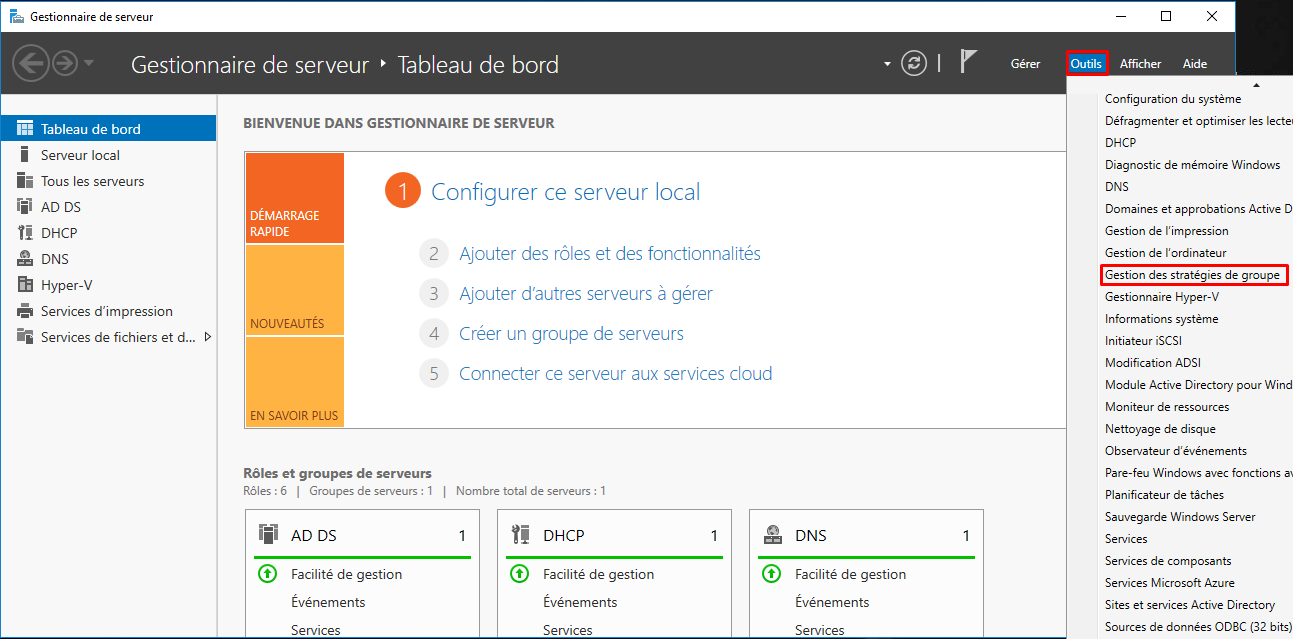 Gestionnaire de serveur
Gestionnaire de serveur ‣ Tableau de bord
Gérer Outils Afficher Aide
Tableau de bord
Serveur local
Tous les serveurs
AD DS
DHCP
DNS
Hyper-V
Services d'impression
Services de fichiers et d...
BIENVENUE DANS GESTIONNAIRE DE SERVEUR
DÉMARRAGE
RAPIDE
NOUVEAUTÉS
EN SAVOIR PLUS
1 Configurer ce serveur local
2 Ajouter des rôles et des fonctionnalités
3 Ajouter d'autres serveurs à gérer
4 Créer un groupe de serveurs
5 Connecter ce serveur aux services cloud
Rôles et groupes de serveurs
Rôles : 6 | Groupes de serveurs : 1 | Nombre total de serveurs : 1
AD DS 1
Facilité de gestion
Événements
Services
DHCP 1
Facilité de gestion
Événements
Services
DNS 1
Facilité de gestion
Événements
Services
Configuration du système
Défragmenter et optimiser les lecteu
DHCP
Diagnostic de mémoire Windows
DNS
Domaines et approbations Active D
Gestion de l'impression
Gestion de l'ordinateur
Gestion des stratégies de groupe
Gestionnaire Hyper-V
Informations système
Initiateur iSCSI
Modification ADSI
Module Active Directory pour Wind
Moniteur de ressources
Nettoyage de disque
Observateur d'événements
Pare-feu Windows avec fonctions av
Planificateur de tâches
Sauvegarde Windows Server
Services
Services de composants
Services Microsoft Azure
Sites et services Active Directory
Sources de données ODBC (32 bits)